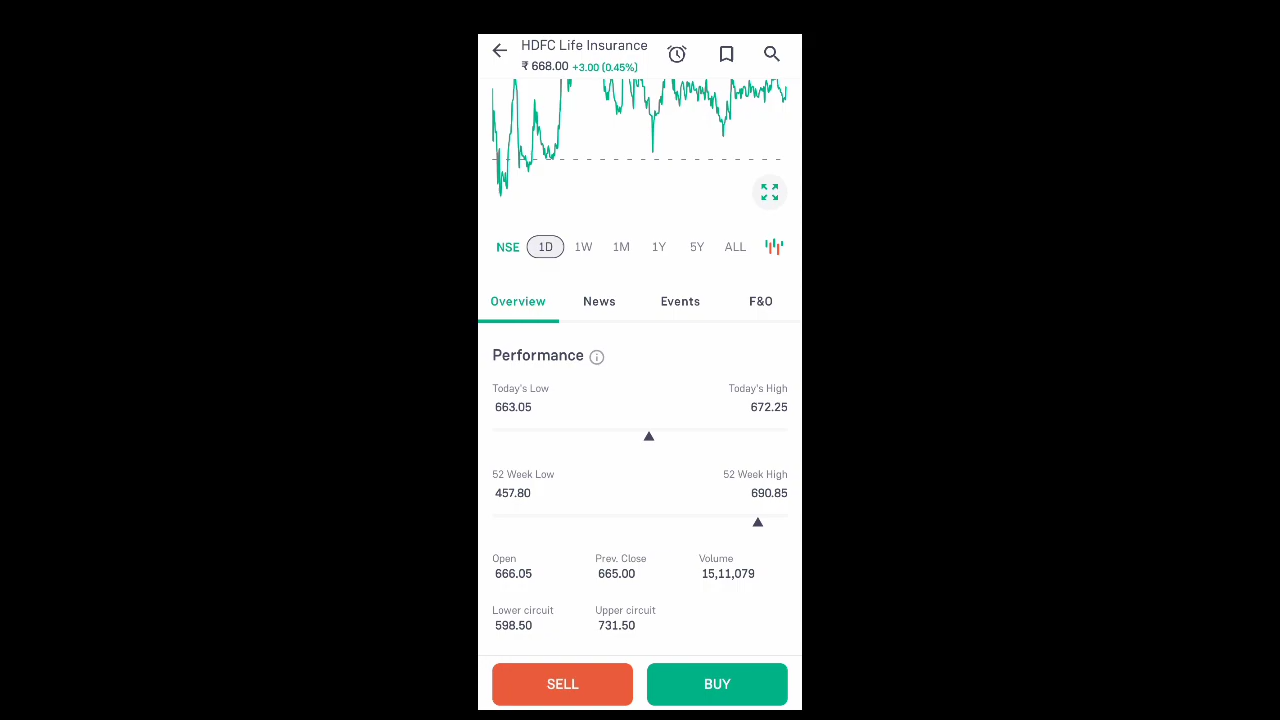 HDFC Life Insurance
₹ 668.00 +3.00 (0.45%)
NSE 1D 1W 1M 1Y 5Y ALL
Overview News Events F&O
Performance
Today's Low Today's High
663.05 672.25
52 Week Low 52 Week High
457.80 690.85
Open Prev. Close Volume
666.05 665.00 15,11,079
Lower circuit Upper circuit
598.50 731.50
SELL BUY